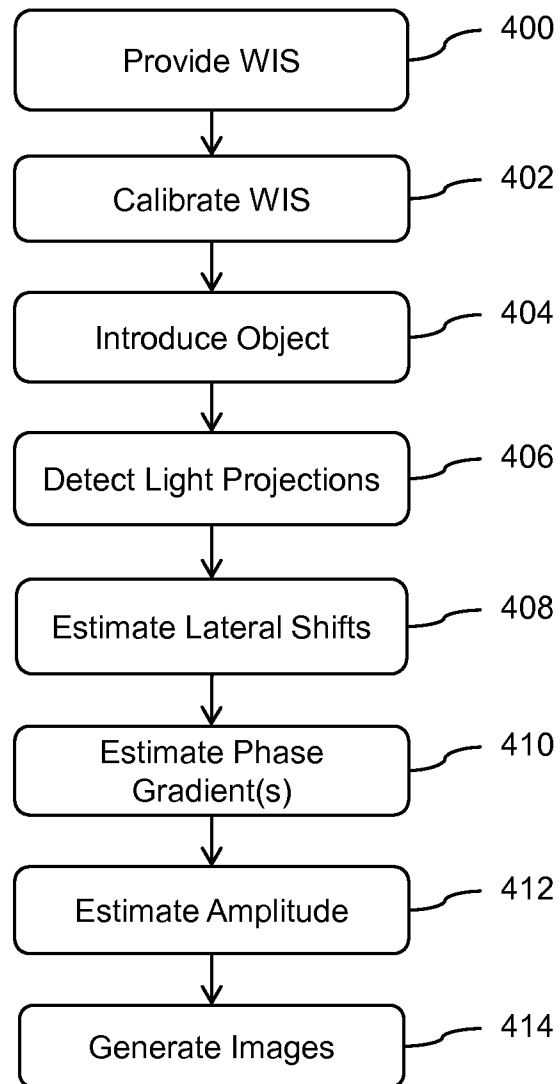 Provide WIS
400
Calibrate WIS
402
Introduce Object
404
Detect Light Projections
406
Estimate Lateral Shifts
408
Estimate Phase
Gradient(s)
410
Estimate Amplitude
412
Generate Images
414